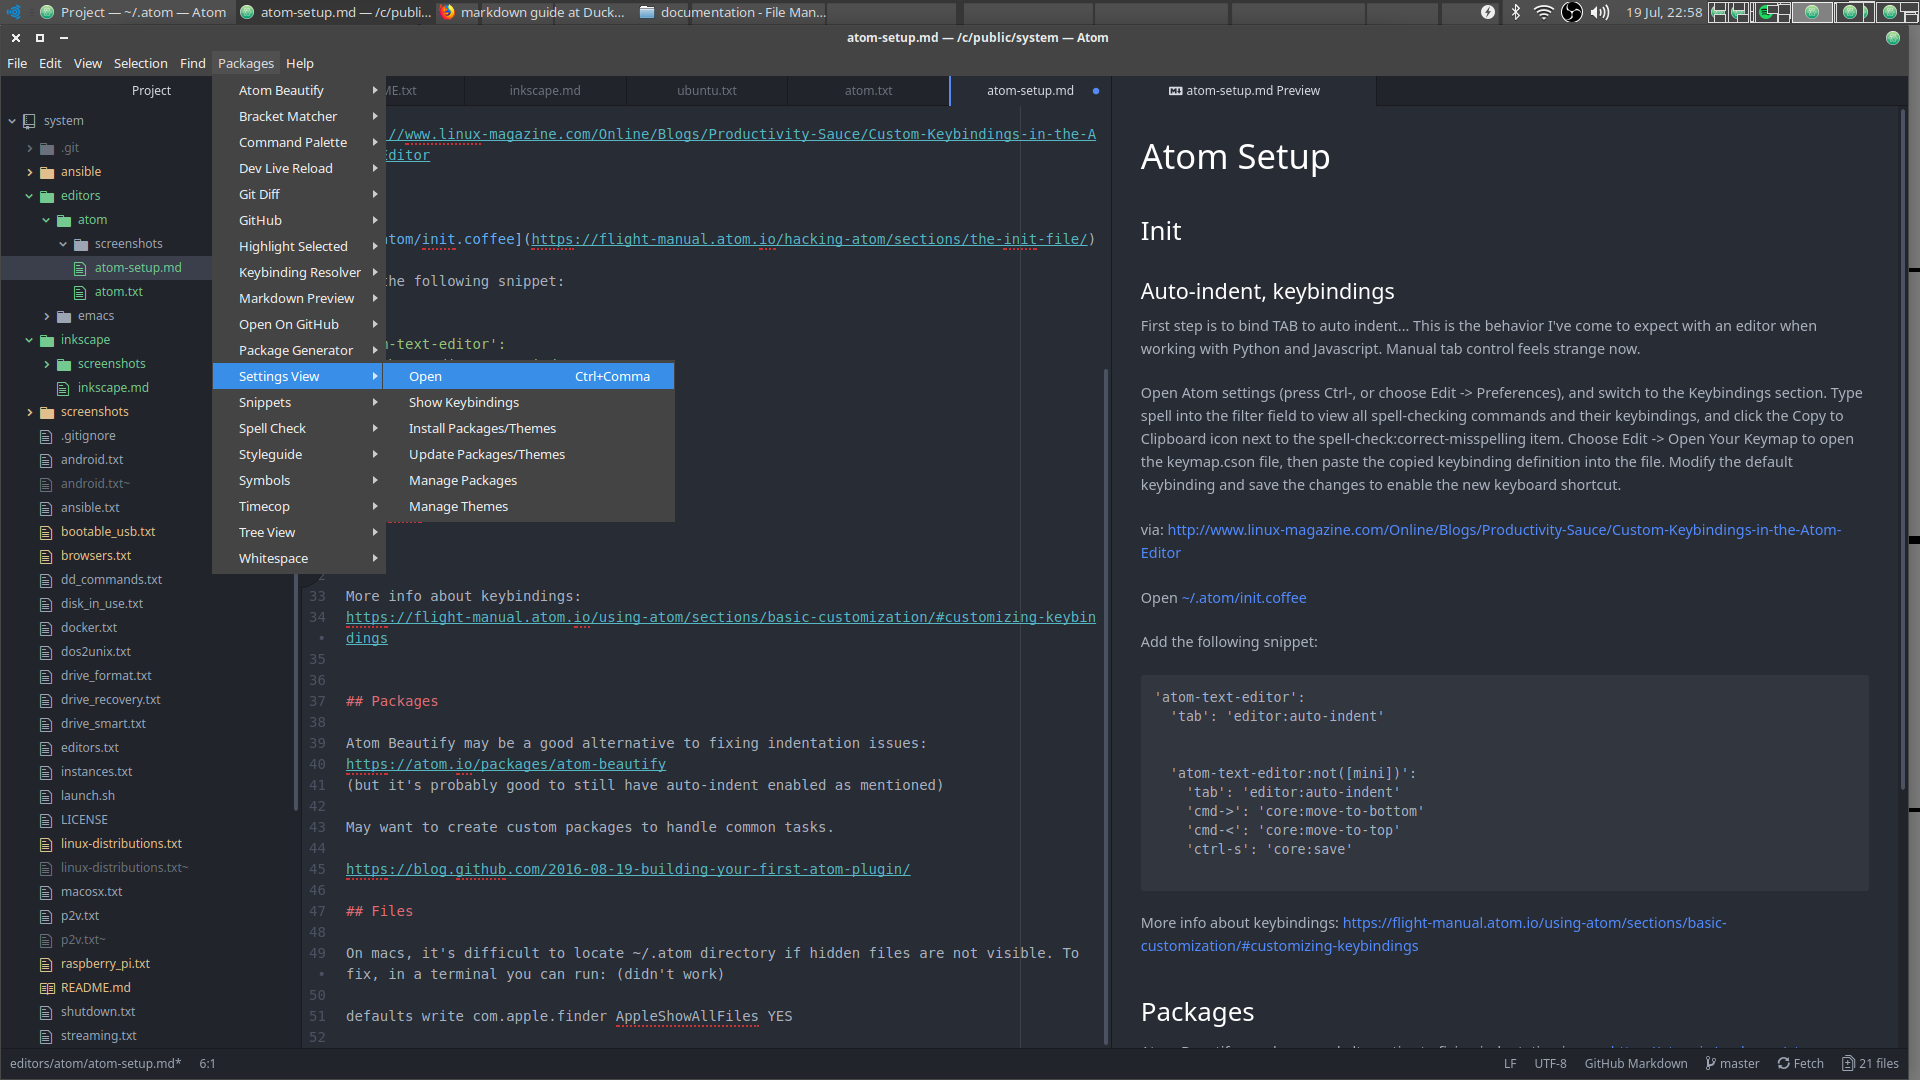 Project — ~/.atom — Atom
atom-setup.md — /c/publi...
markdown guide at Duck...
documentation - File Man...
19 Jul, 22:58
atom-setup.md — /c/public/system — Atom
File Edit View Selection Find Packages Help
Project
system
.git
ansible
editors
atom
screenshots
atom-setup.md
atom.txt
emacs
inkscape
screenshots
inkscape.md
screenshots
.gitignore
android.txt
android.txt~
ansible.txt
bootable_usb.txt
browsers.txt
dd_commands.txt
disk_in_use.txt
docker.txt
dos2unix.txt
drive_format.txt
drive_recovery.txt
drive_smart.txt
editors.txt
instances.txt
launch.sh
LICENSE
linux-distributions.txt
linux-distributions.txt~
macosx.txt
p2v.txt
p2v.txt~
raspberry_pi.txt
README.md
shutdown.txt
streaming.txt
Atom Beautify
Bracket Matcher
Command Palette
Dev Live Reload
Git Diff
GitHub
Highlight Selected
Keybinding Resolver
Markdown Preview
Open On GitHub
Package Generator
Settings View
Snippets
Spell Check
Styleguide
Symbols
Timecop
Tree View
Whitespace
Open Ctrl+Comma
Show Keybindings
Install Packages/Themes
Update Packages/Themes
Manage Packages
Manage Themes
ME.txt
inkscape.md
ubuntu.txt
atom.txt
atom-setup.md
//www.linux-magazine.com/Online/Blogs/Productivity-Sauce/Custom-Keybindings-in-the-A
Editor
atom/init.coffee](https://flight-manual.atom.io/hacking-atom/sections/the-init-file/)
the following snippet:
-text-editor':
33 More info about keybindings:
34 https://flight-manual.atom.io/using-atom/sections/basic-customization/#customizing-keybin
• dings
35
36
37 ## Packages
38
39 Atom Beautify may be a good alternative to fixing indentation issues:
40 https://atom.io/packages/atom-beautify
41 (but it's probably good to still have auto-indent enabled as mentioned)
42
43 May want to create custom packages to handle common tasks.
44
45 https://blog.github.com/2016-08-19-building-your-first-atom-plugin/
46
47 ## Files
48
49 On macs, it's difficult to locate ~/.atom directory if hidden files are not visible. To
• fix, in a terminal you can run: (didn't work)
50
51 defaults write com.apple.finder AppleShowAllFiles YES
52
atom-setup.md Preview
Atom Setup
Init
Auto-indent, keybindings
First step is to bind TAB to auto indent... This is the behavior I've come to expect with an editor when
working with Python and Javascript. Manual tab control feels strange now.
Open Atom settings (press Ctrl-, or choose Edit -> Preferences), and switch to the Keybindings section. Type
spell into the filter field to view all spell-checking commands and their keybindings, and click the Copy to
Clipboard icon next to the spell-check:correct-misspelling item. Choose Edit -> Open Your Keymap to open
the keymap.cson file, then paste the copied keybinding definition into the file. Modify the default
keybinding and save the changes to enable the new keyboard shortcut.
via: http://www.linux-magazine.com/Online/Blogs/Productivity-Sauce/Custom-Keybindings-in-the-Atom-
Editor
Open ~/.atom/init.coffee
Add the following snippet:
'atom-text-editor':
'tab': 'editor:auto-indent'
'atom-text-editor:not([mini])':
'tab': 'editor:auto-indent'
'cmd->': 'core:move-to-bottom'
'cmd-<': 'core:move-to-top'
'ctrl-s': 'core:save'
More info about keybindings: https://flight-manual.atom.io/using-atom/sections/basic-
customization/#customizing-keybindings
Packages
editors/atom/atom-setup.md* 6:1
LF UTF-8 GitHub Markdown master Fetch 21 files